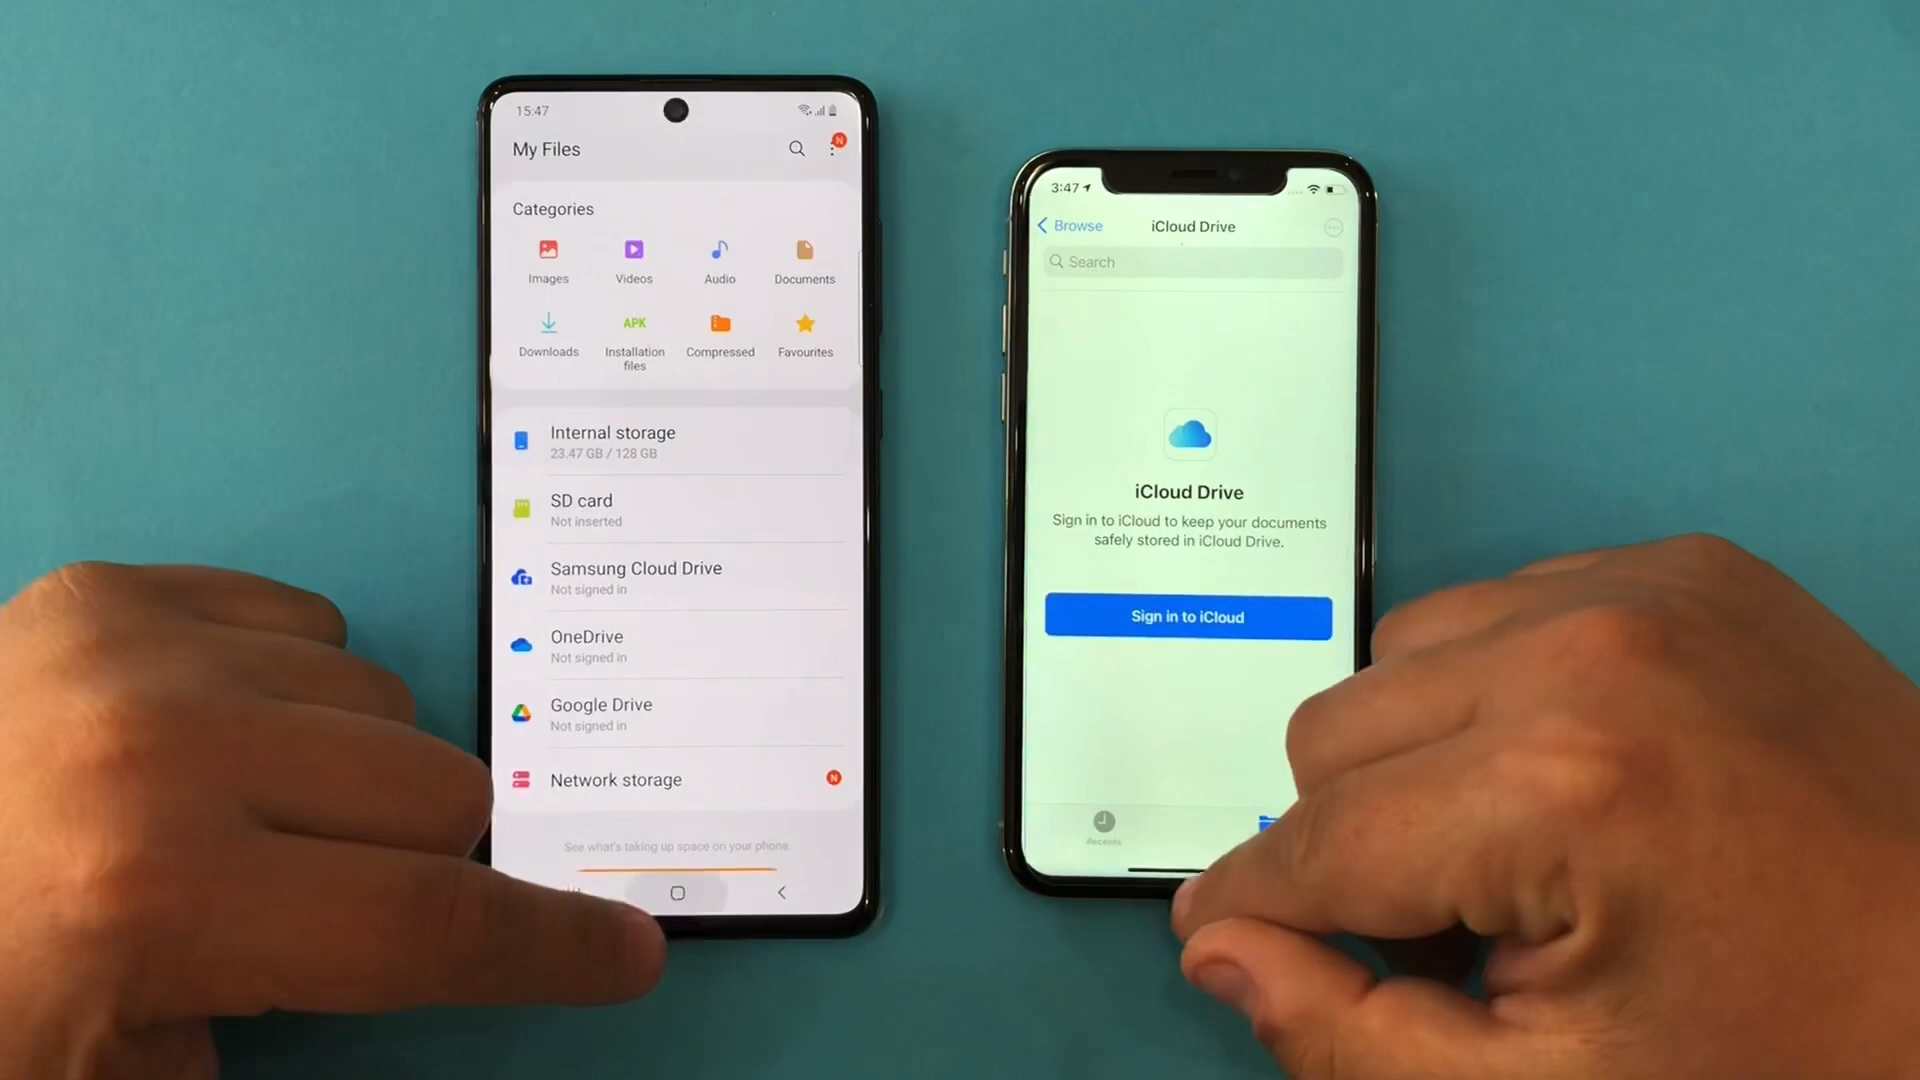 15:47
My Files
N
Categories
Images
Videos
Audio
Documents
APK
Downloads
Installation
files
Compressed
Favourites
Internal storage
23.47 GB / 128 GB
SD card
Not inserted
Samsung Cloud Drive
Not signed in
OneDrive
Not signed in
Google Drive
Not signed in
Network storage
N
See what's taking up space on your phone.
3:47
Browse
iCloud Drive
Search
iCloud Drive
Sign in to iCloud to keep your documents
safely stored in iCloud Drive.
Sign in to iCloud
Recents